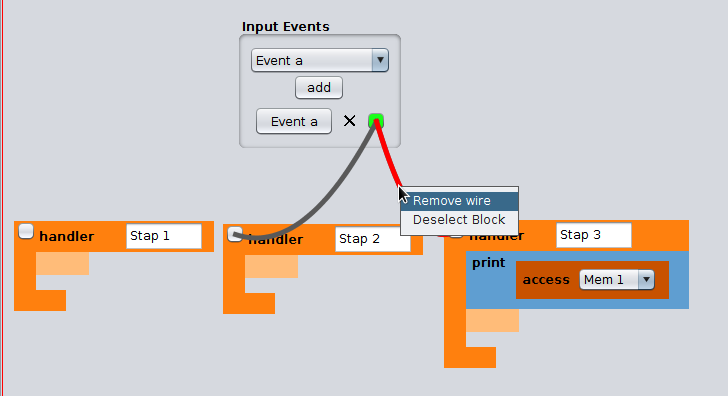 Input Events
Event a
add
Event a
Remove wire
Deselect Block
handler Stap 1
handler Stap 2
handler Stap 3
print
access Mem 1